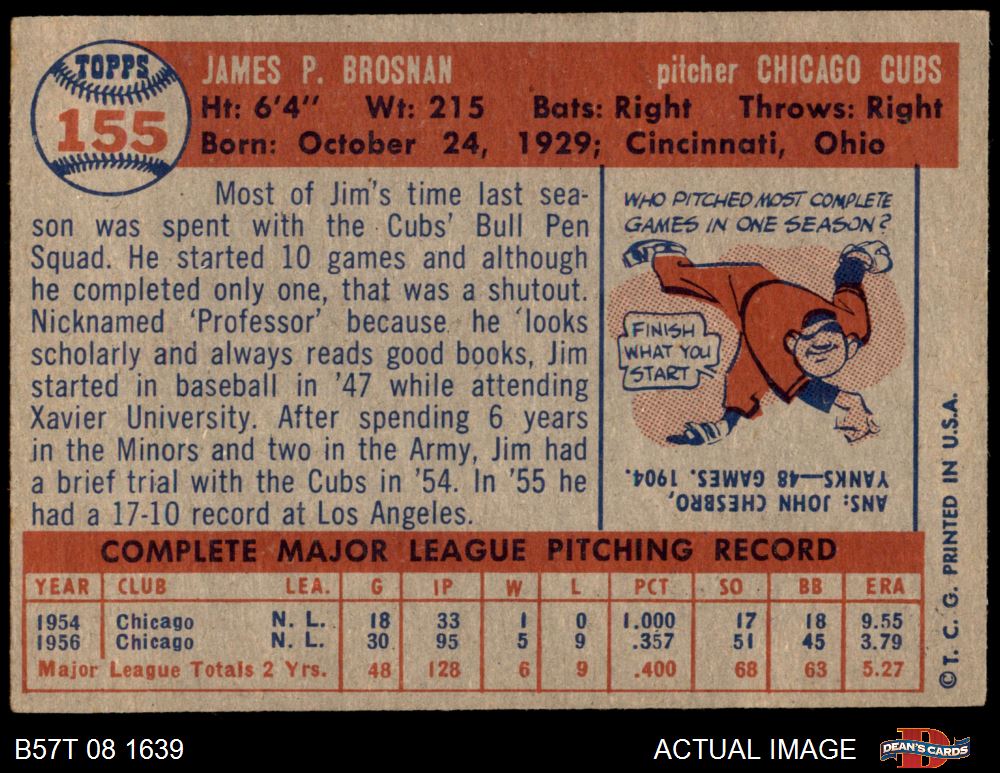 TOPPS
155
JAMES P. BROSNAN pitcher CHICAGO CUBS
Ht: 6'4" Wt: 215 Bats: Right Throws: Right
Born: October 24, 1929; Cincinnati, Ohio
Most of Jim's time last sea-
son was spent with the Cubs' Bull Pen
Squad. He started 10 games and although
he completed only one, that was a shutout.
Nicknamed 'Professor' because he 'looks
scholarly and always reads good books, Jim
started in baseball in '47 while attending
Xavier University. After spending 6 years
in the Minors and two in the Army, Jim had
a brief trial with the Cubs in '54. In '55 he
had a 17-10 record at Los Angeles.
WHO PITCHED MOST COMPLETE
GAMES IN ONE SEASON?
FINISH
WHAT YOU
START
ANS: JOHN CHESBRO,
YANKS—48 GAMES. 1904.
COMPLETE MAJOR LEAGUE PITCHING RECORD
YEAR CLUB LEA. G IP W L PCT SO BB ERA
1954 Chicago N. L. 18 33 1 0 1.000 17 18 9.55
1956 Chicago N. L. 30 95 5 9 .357 51 45 3.79
Major League Totals 2 Yrs. 48 128 6 9 .400 68 63 5.27
©T. C. G. PRINTED IN U.S.A.
B57T 08 1639
ACTUAL IMAGE
DEAN'S CARDS